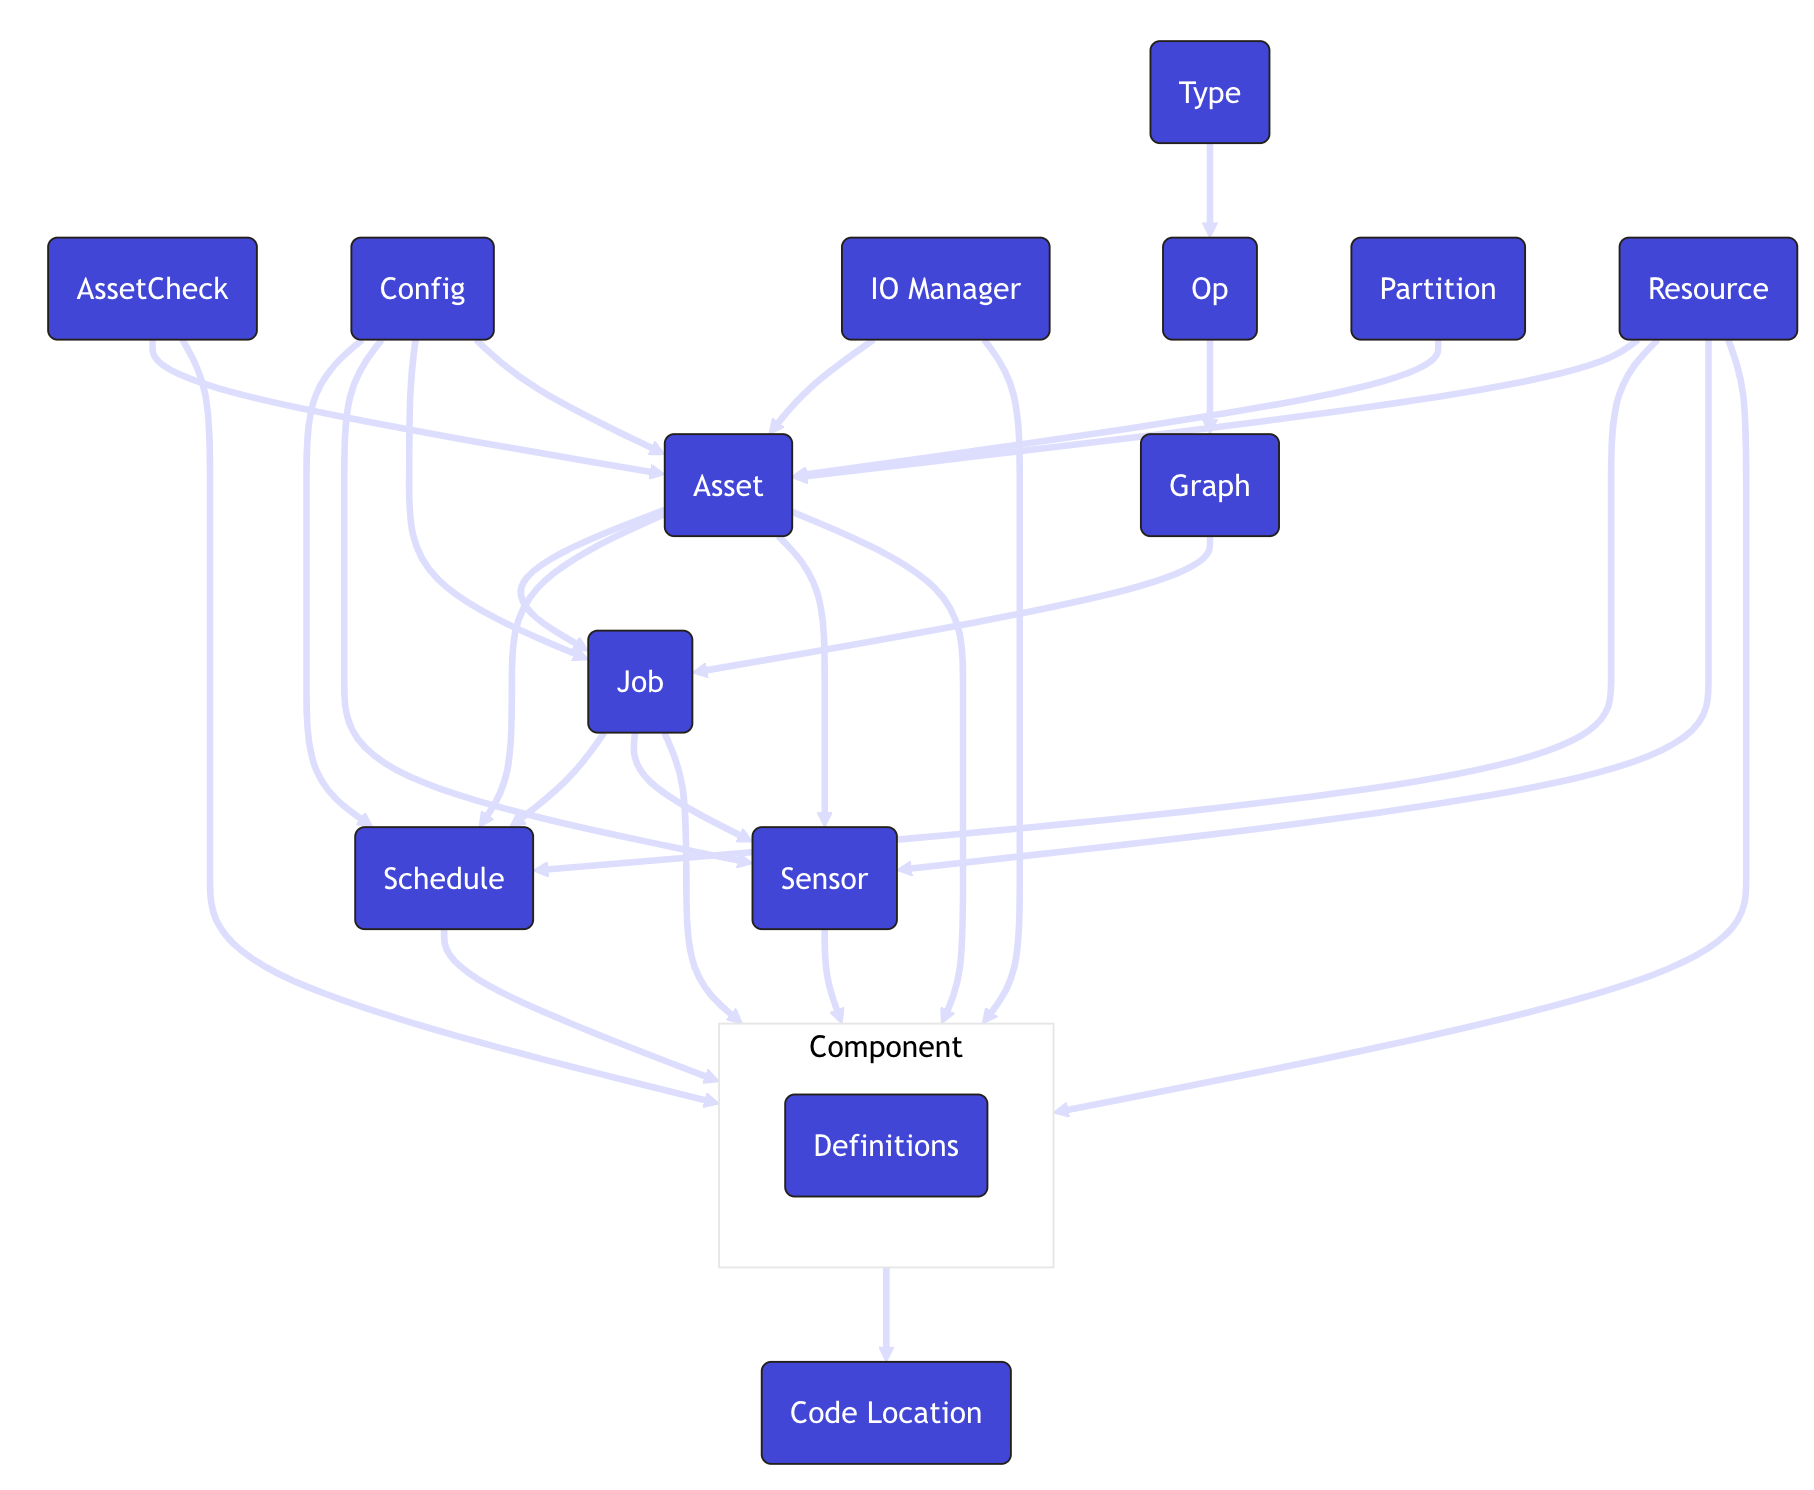 Type
AssetCheck
Config
IO Manager
Op
Partition
Resource
Asset
Graph
Job
Schedule
Sensor
Component
Definitions
Code Location